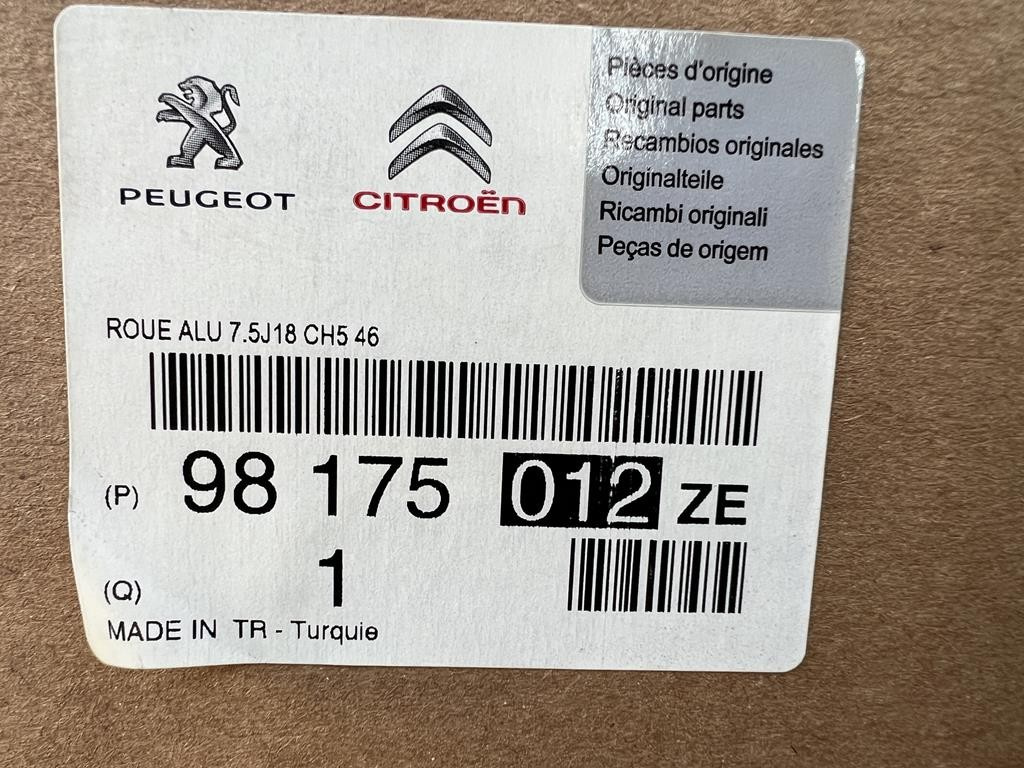 PEUGEOT
CITROËN
Pièces d'origine
Original parts
Recambios originales
Originalteile
Ricambi originali
Peças de origem
ROUE ALU 7.5J18 CH5 46
(P) 98 175 012 ZE
(Q) 1
MADE IN TR - Turquie